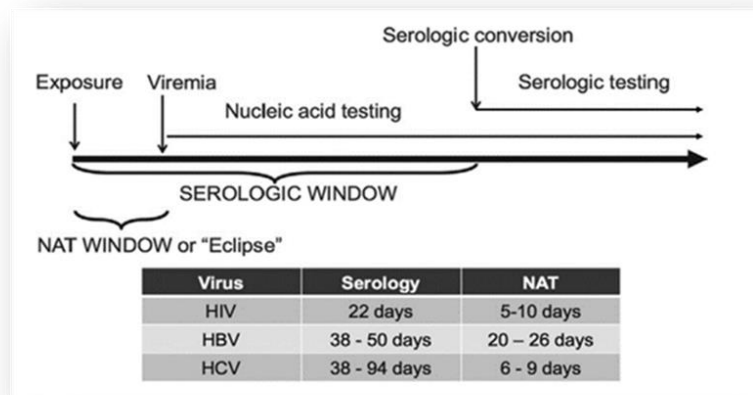 Serologic conversion
Exposure Viremia Serologic testing
Nucleic acid testing
SEROLOGIC WINDOW
NAT WINDOW or “Eclipse”
Virus Serology NAT
HIV 22 days 5-10 days
HBV 38 - 50 days 20 – 26 days
HCV 38 - 94 days 6 - 9 days